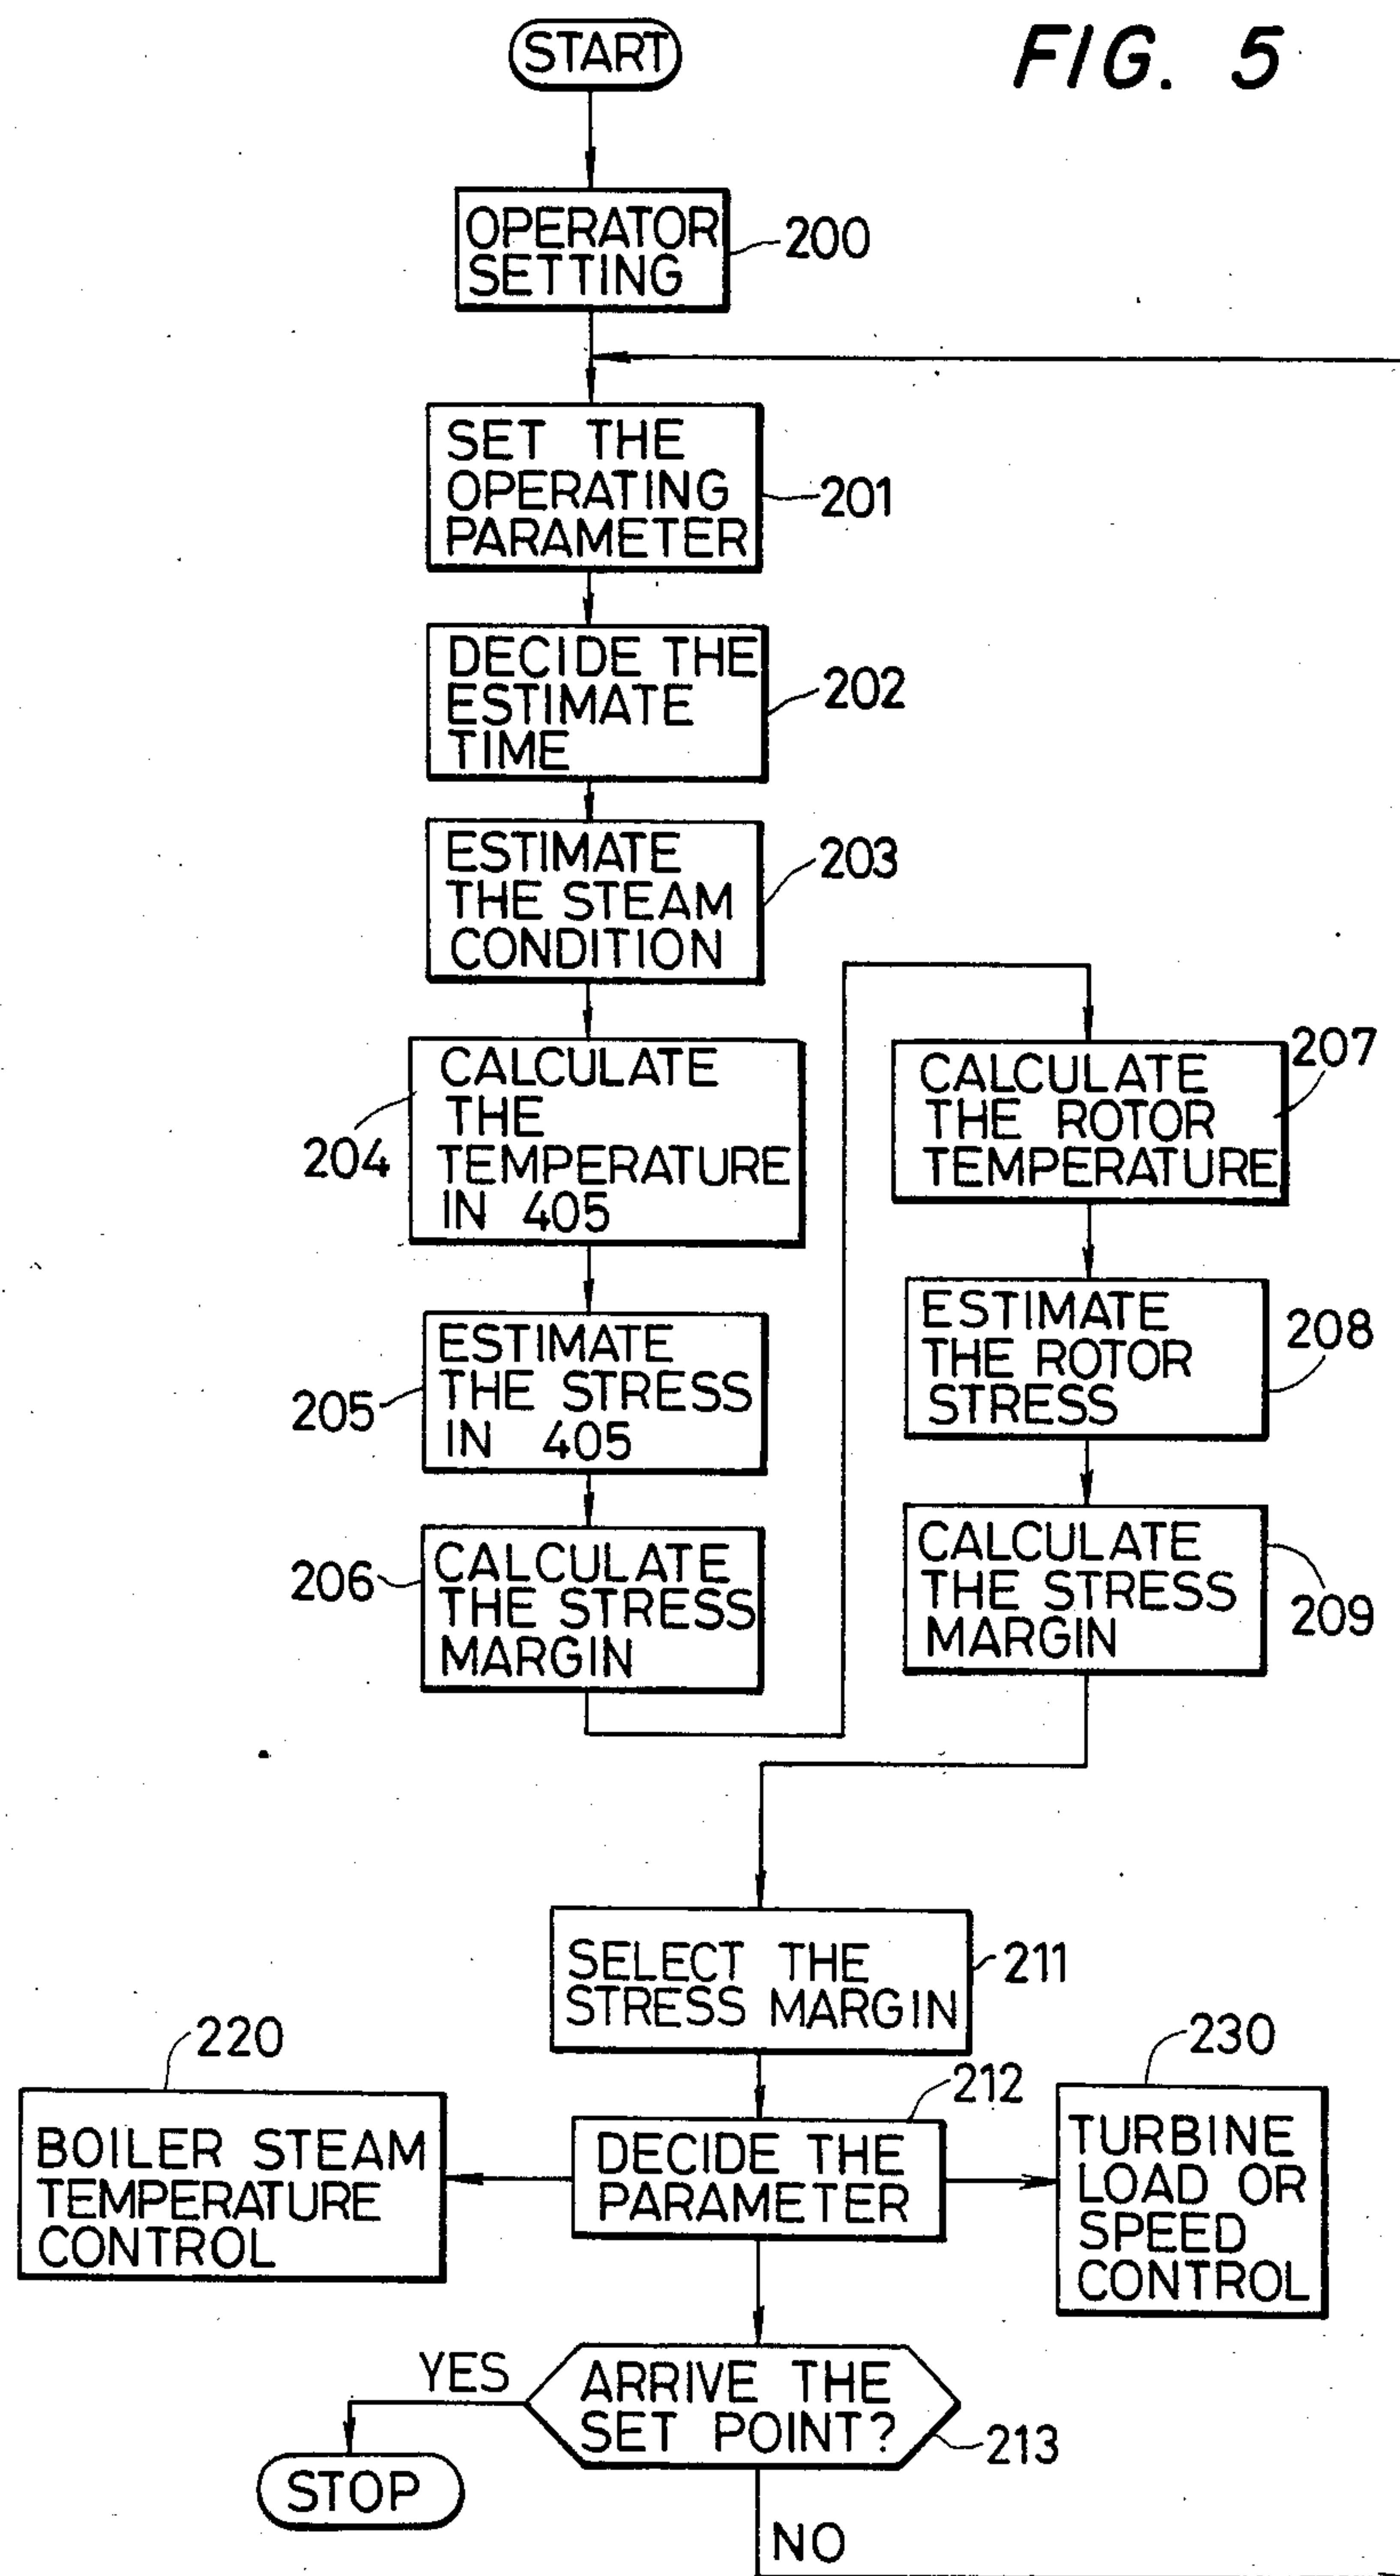 FIG. 5
START
OPERATOR
SETTING
200
SET THE
OPERATING
PARAMETER
201
DECIDE THE
ESTIMATE
TIME
202
ESTIMATE
THE STEAM
CONDITION
203
CALCULATE
THE
TEMPERATURE
IN 405
204
ESTIMATE
THE STRESS
IN 405
205
CALCULATE
THE STRESS
MARGIN
206
CALCULATE
THE ROTOR
TEMPERATURE
207
ESTIMATE
THE ROTOR
STRESS
208
CALCULATE
THE STRESS
MARGIN
209
SELECT THE
STRESS MARGIN
211
220
BOILER STEAM
TEMPERATURE
CONTROL
212
DECIDE THE
PARAMETER
230
TURBINE
LOAD OR
SPEED
CONTROL
YES
ARRIVE THE
SET POINT?
213
STOP
NO